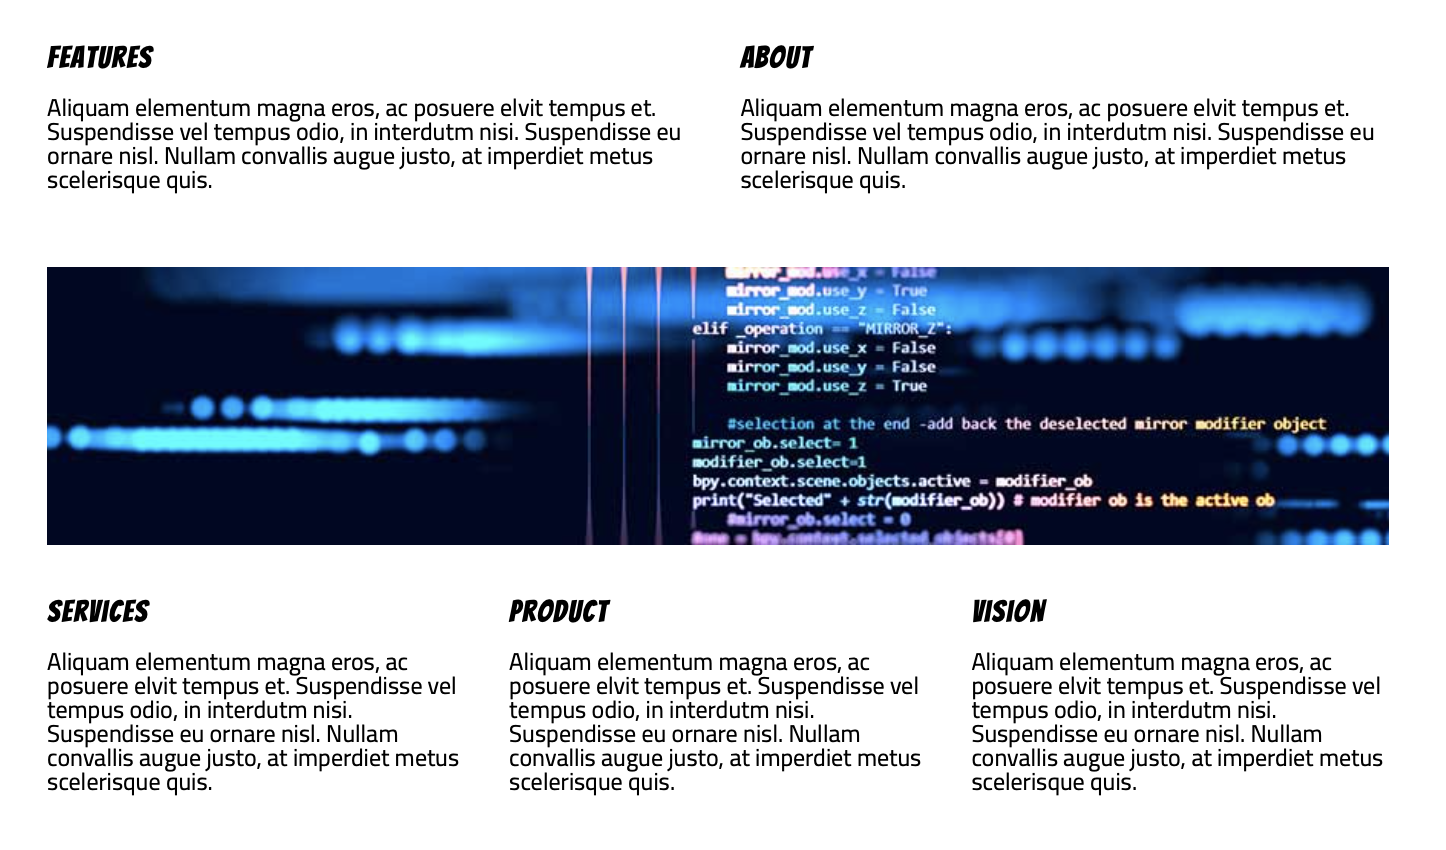 FEATURES
Aliquam elementum magna eros, ac posuere elvit tempus et.
Suspendisse vel tempus odio, in interdutm nisi. Suspendisse eu
ornare nisl. Nullam convallis augue justo, at imperdiet metus
scelerisque quis.
ABOUT
Aliquam elementum magna eros, ac posuere elvit tempus et.
Suspendisse vel tempus odio, in interdutm nisi. Suspendisse eu
ornare nisl. Nullam convallis augue justo, at imperdiet metus
scelerisque quis.
mirror_mod.use_x = False
mirror_mod.use_y = True
mirror_mod.use_z = False
elif _operation == "MIRROR_Z":
mirror_mod.use_x = False
mirror_mod.use_y = False
mirror_mod.use_z = True
#selection at the end -add back the deselected mirror modifier object
mirror_ob.select= 1
modifier_ob.select=1
bpy.context.scene.objects.active = modifier_ob
print("Selected" + str(modifier_ob)) # modifier ob is the active ob
#mirror_ob.select = 0
= bpy.context.selected_objects[0]
SERVICES
Aliquam elementum magna eros, ac
posuere elvit tempus et. Suspendisse vel
tempus odio, in interdutm nisi.
Suspendisse eu ornare nisl. Nullam
convallis augue justo, at imperdiet metus
scelerisque quis.
PRODUCT
Aliquam elementum magna eros, ac
posuere elvit tempus et. Suspendisse vel
tempus odio, in interdutm nisi.
Suspendisse eu ornare nisl. Nullam
convallis augue justo, at imperdiet metus
scelerisque quis.
VISION
Aliquam elementum magna eros, ac
posuere elvit tempus et. Suspendisse vel
tempus odio, in interdutm nisi.
Suspendisse eu ornare nisl. Nullam
convallis augue justo, at imperdiet metus
scelerisque quis.